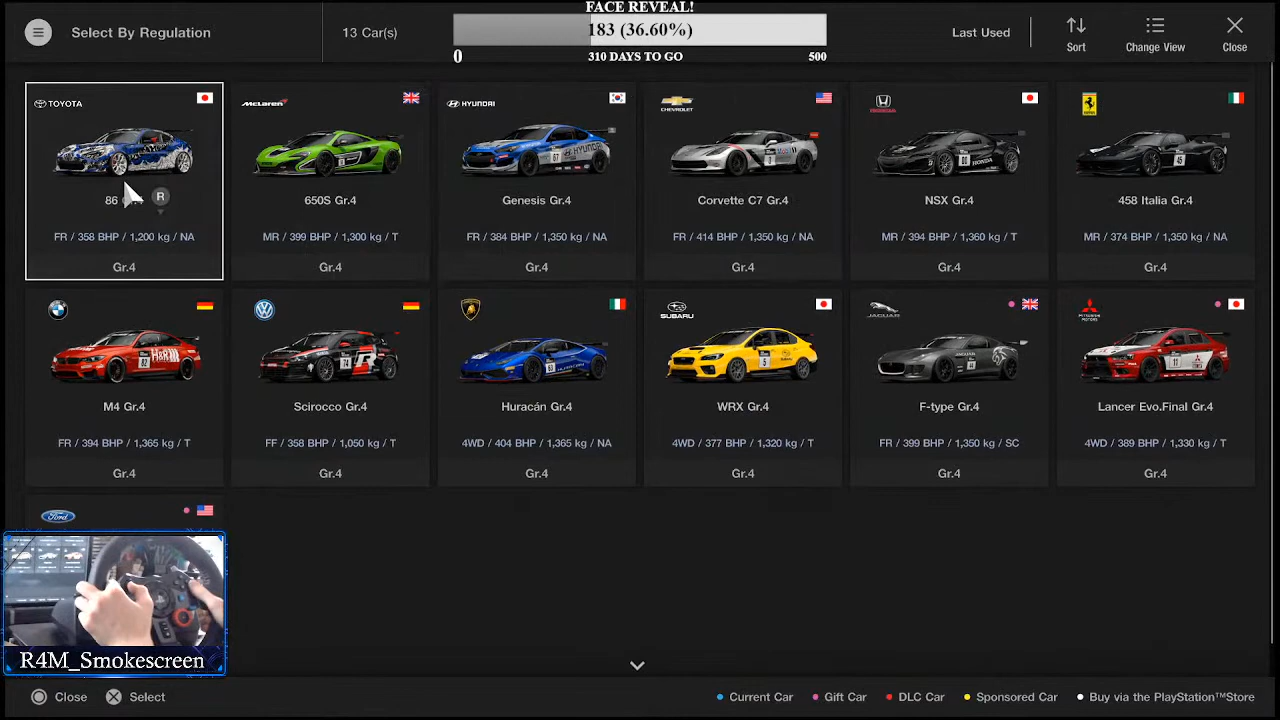 FACE REVEAL!
Select By Regulation
13 Car(s)
183 (36.60%)
0
310 DAYS TO GO
500
Last Used
Sort
Change View
Close
TOYOTA
McLaren
HYUNDAI
CHEVROLET
HONDA
Ferrari
R
650S Gr.4
Genesis Gr.4
Corvette C7 Gr.4
NSX Gr.4
458 Italia Gr.4
FR / 358 BHP / 1,200 kg / NA
MR / 399 BHP / 1,300 kg / T
FR / 384 BHP / 1,350 kg / NA
FR / 414 BHP / 1,350 kg / NA
MR / 394 BHP / 1,360 kg / T
MR / 374 BHP / 1,350 kg / NA
Gr.4
Gr.4
Gr.4
Gr.4
Gr.4
Gr.4
SUBARU
JAGUAR
MITSUBISHI MOTORS
M4 Gr.4
Scirocco Gr.4
Huracán Gr.4
WRX Gr.4
F-type Gr.4
Lancer Evo.Final Gr.4
FR / 394 BHP / 1,365 kg / T
FF / 358 BHP / 1,050 kg / T
4WD / 404 BHP / 1,365 kg / NA
4WD / 377 BHP / 1,320 kg / T
FR / 399 BHP / 1,350 kg / SC
4WD / 389 BHP / 1,330 kg / T
Gr.4
Gr.4
Gr.4
Gr.4
Gr.4
Gr.4
Ford
R4M_Smokescreen
Close
Select
Current Car
Gift Car
DLC Car
Sponsored Car
Buy via the PlayStation™Store